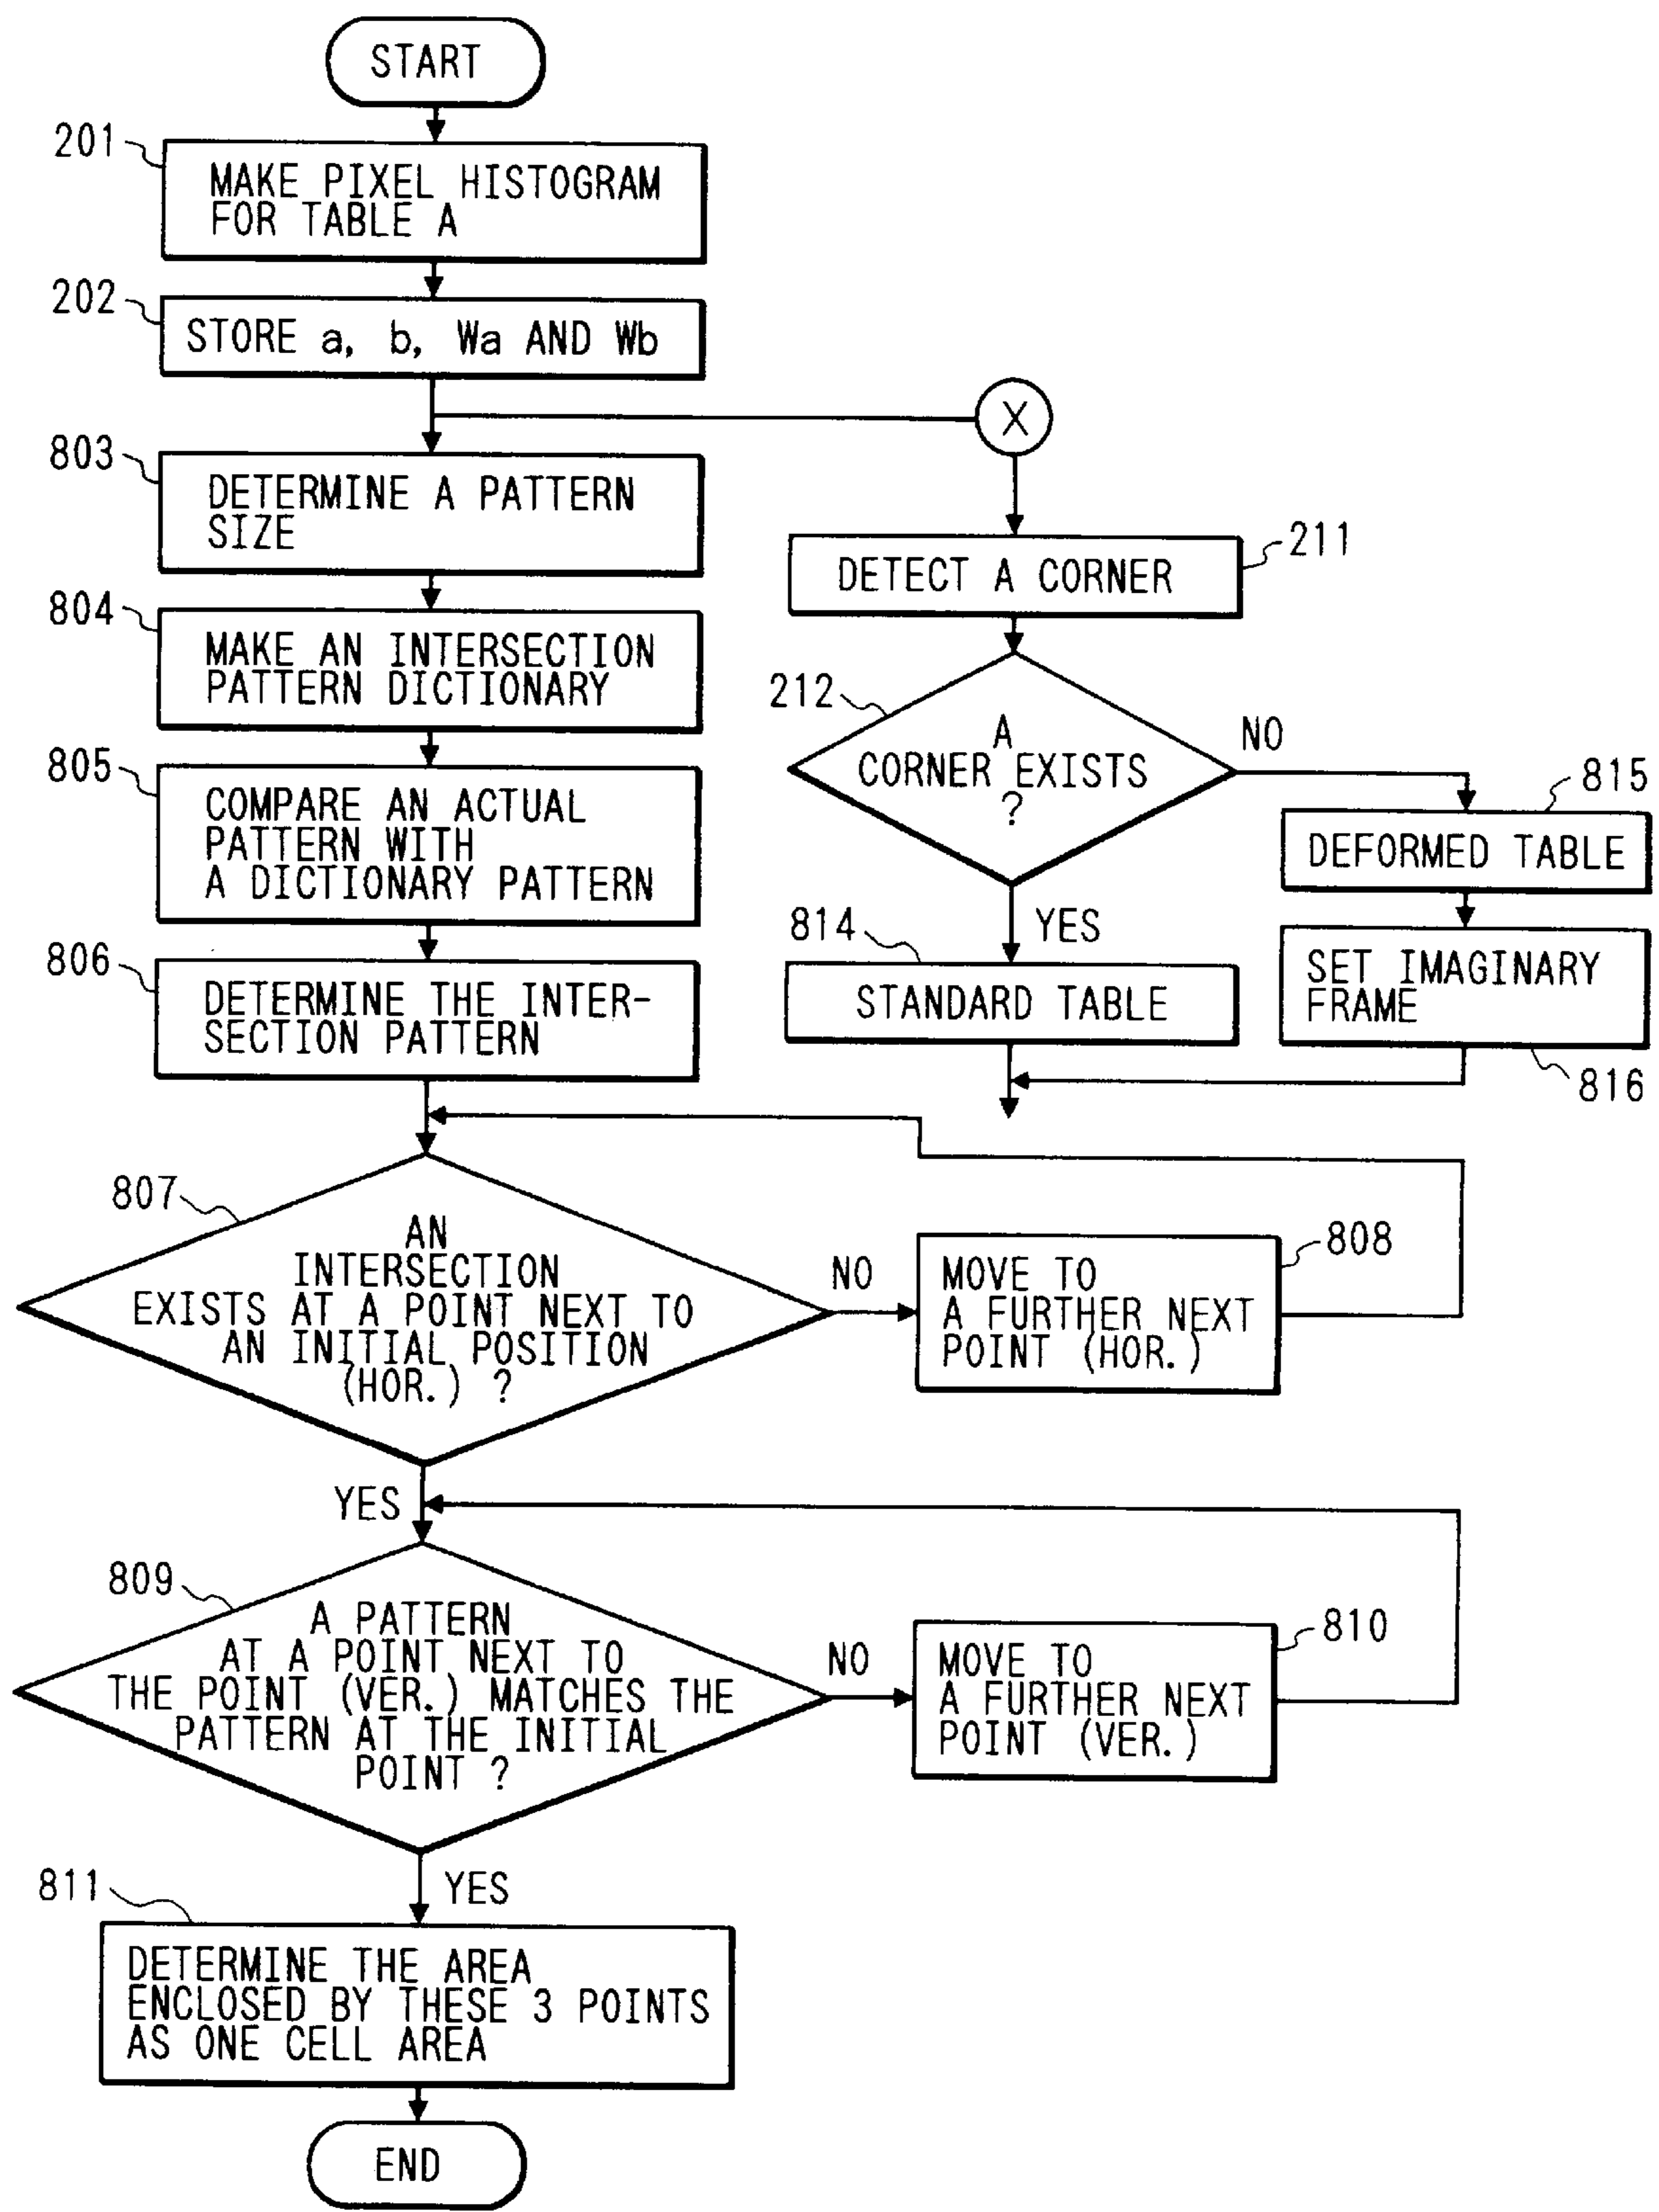 START
201
MAKE PIXEL HISTOGRAM
FOR TABLE A
202
STORE a, b, Wa AND Wb
X
803
DETERMINE A PATTERN
SIZE
804
MAKE AN INTERSECTION
PATTERN DICTIONARY
805
COMPARE AN ACTUAL
PATTERN WITH
A DICTIONARY PATTERN
806
DETERMINE THE INTER-
SECTION PATTERN
211
DETECT A CORNER
212
A
CORNER EXISTS
?
NO
YES
815
DEFORMED TABLE
814
STANDARD TABLE
SET IMAGINARY
FRAME
816
807
AN
INTERSECTION
EXISTS AT A POINT NEXT TO
AN INITIAL POSITION
(HOR.) ?
NO
808
MOVE TO
A FURTHER NEXT
POINT (HOR.)
YES
809
A PATTERN
AT A POINT NEXT TO
THE POINT (VER.) MATCHES THE
PATTERN AT THE INITIAL
POINT ?
NO
810
MOVE TO
A FURTHER NEXT
POINT (VER.)
YES
811
DETERMINE THE AREA
ENCLOSED BY THESE 3 POINTS
AS ONE CELL AREA
END